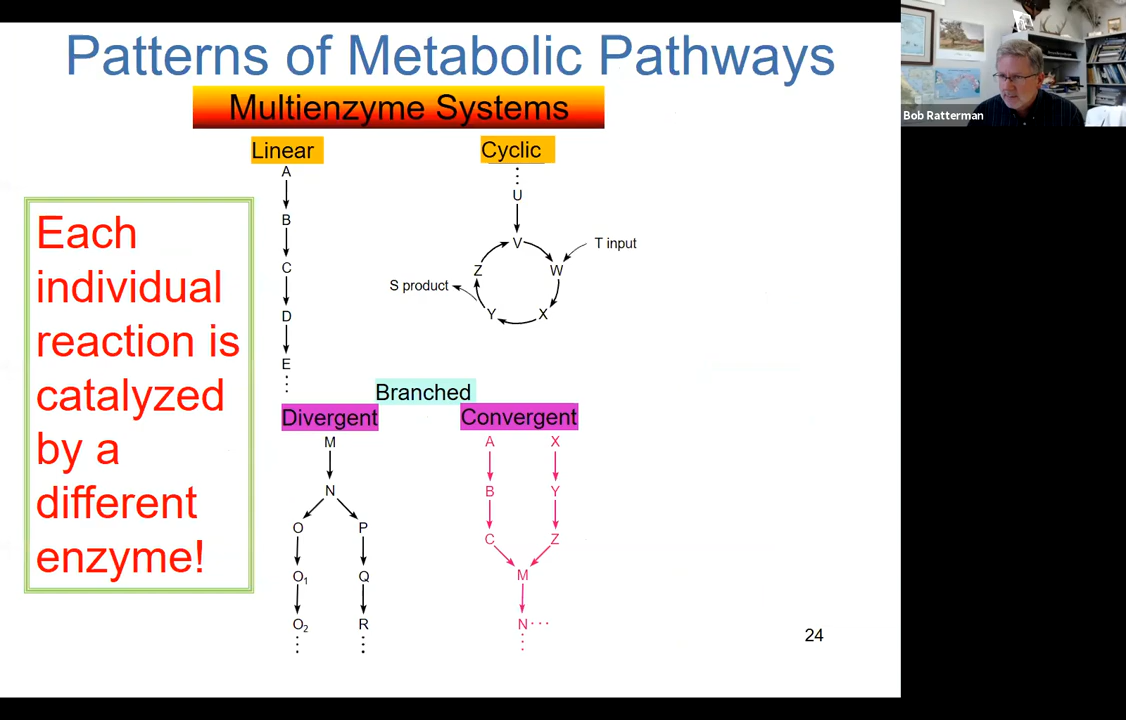 Patterns of Metabolic Pathways
Multienzyme Systems
Linear
A
B
C
D
E
Cyclic
U
V
W
X
Y
Z
T input
S product
Each
individual
reaction is
catalyzed
by a
different
enzyme!
Branched
Divergent
M
N
O P
O₁ Q
O₂ R
Convergent
A X
B Y
C Z
M
N
24
Bob Ratterman